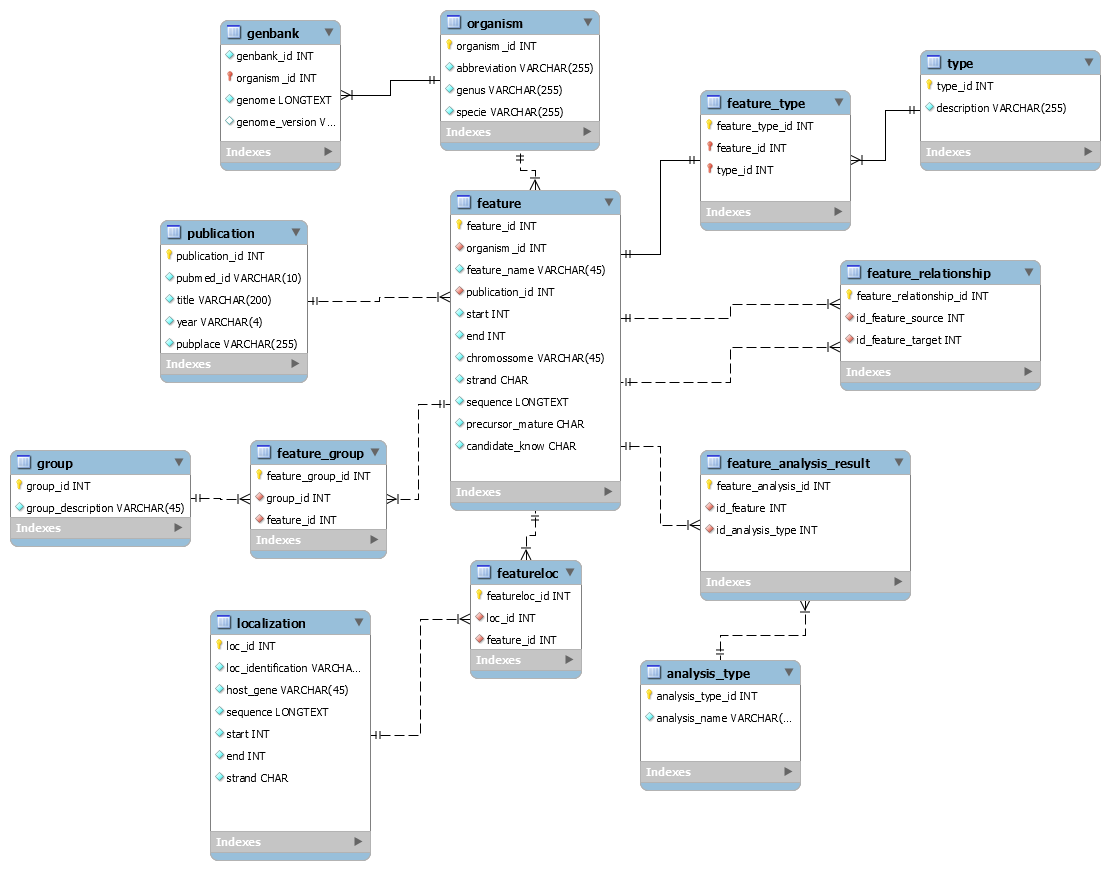 genbank
genbank_id INT
organism_id INT
genome LONGTEXT
genome_version V...
Indexes
organism
organism_id INT
abbreviation VARCHAR(255)
genus VARCHAR(255)
specie VARCHAR(255)
Indexes
type
type_id INT
description VARCHAR(255)
Indexes
feature_type
feature_type_id INT
feature_id INT
type_id INT
Indexes
feature
feature_id INT
organism_id INT
feature_name VARCHAR(45)
publication_id INT
start INT
end INT
chromossome VARCHAR(45)
strand CHAR
sequence LONGTEXT
precursor_mature CHAR
candidate_know CHAR
Indexes
publication
publication_id INT
pubmed_id VARCHAR(10)
title VARCHAR(200)
year VARCHAR(4)
pubplace VARCHAR(255)
Indexes
feature_relationship
feature_relationship_id INT
id_feature_source INT
id_feature_target INT
Indexes
group
group_id INT
group_description VARCHAR(45)
Indexes
feature_group
feature_group_id INT
group_id INT
feature_id INT
Indexes
feature_analysis_result
feature_analysis_id INT
id_feature INT
id_analysis_type INT
Indexes
featureloc
featureloc_id INT
loc_id INT
feature_id INT
Indexes
localization
loc_id INT
loc_identification VARCHA...
host_gene VARCHAR(45)
sequence LONGTEXT
start INT
end INT
strand CHAR
Indexes
analysis_type
analysis_type_id INT
analysis_name VARCHAR(...
Indexes